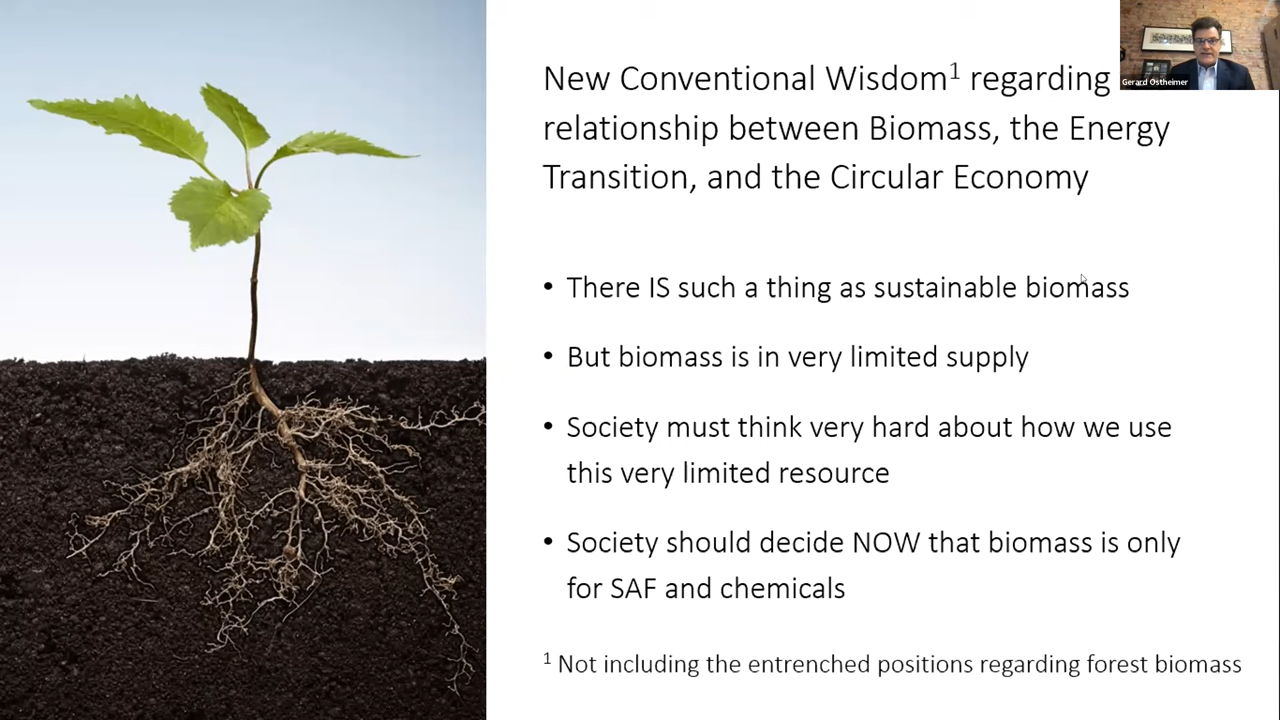 New Conventional Wisdom¹ regarding
relationship between Biomass, the Energy
Transition, and the Circular Economy
Gerard Ostheimer
• There IS such a thing as sustainable biomass
• But biomass is in very limited supply
• Society must think very hard about how we use
this very limited resource
• Society should decide NOW that biomass is only
for SAF and chemicals
¹ Not including the entrenched positions regarding forest biomass